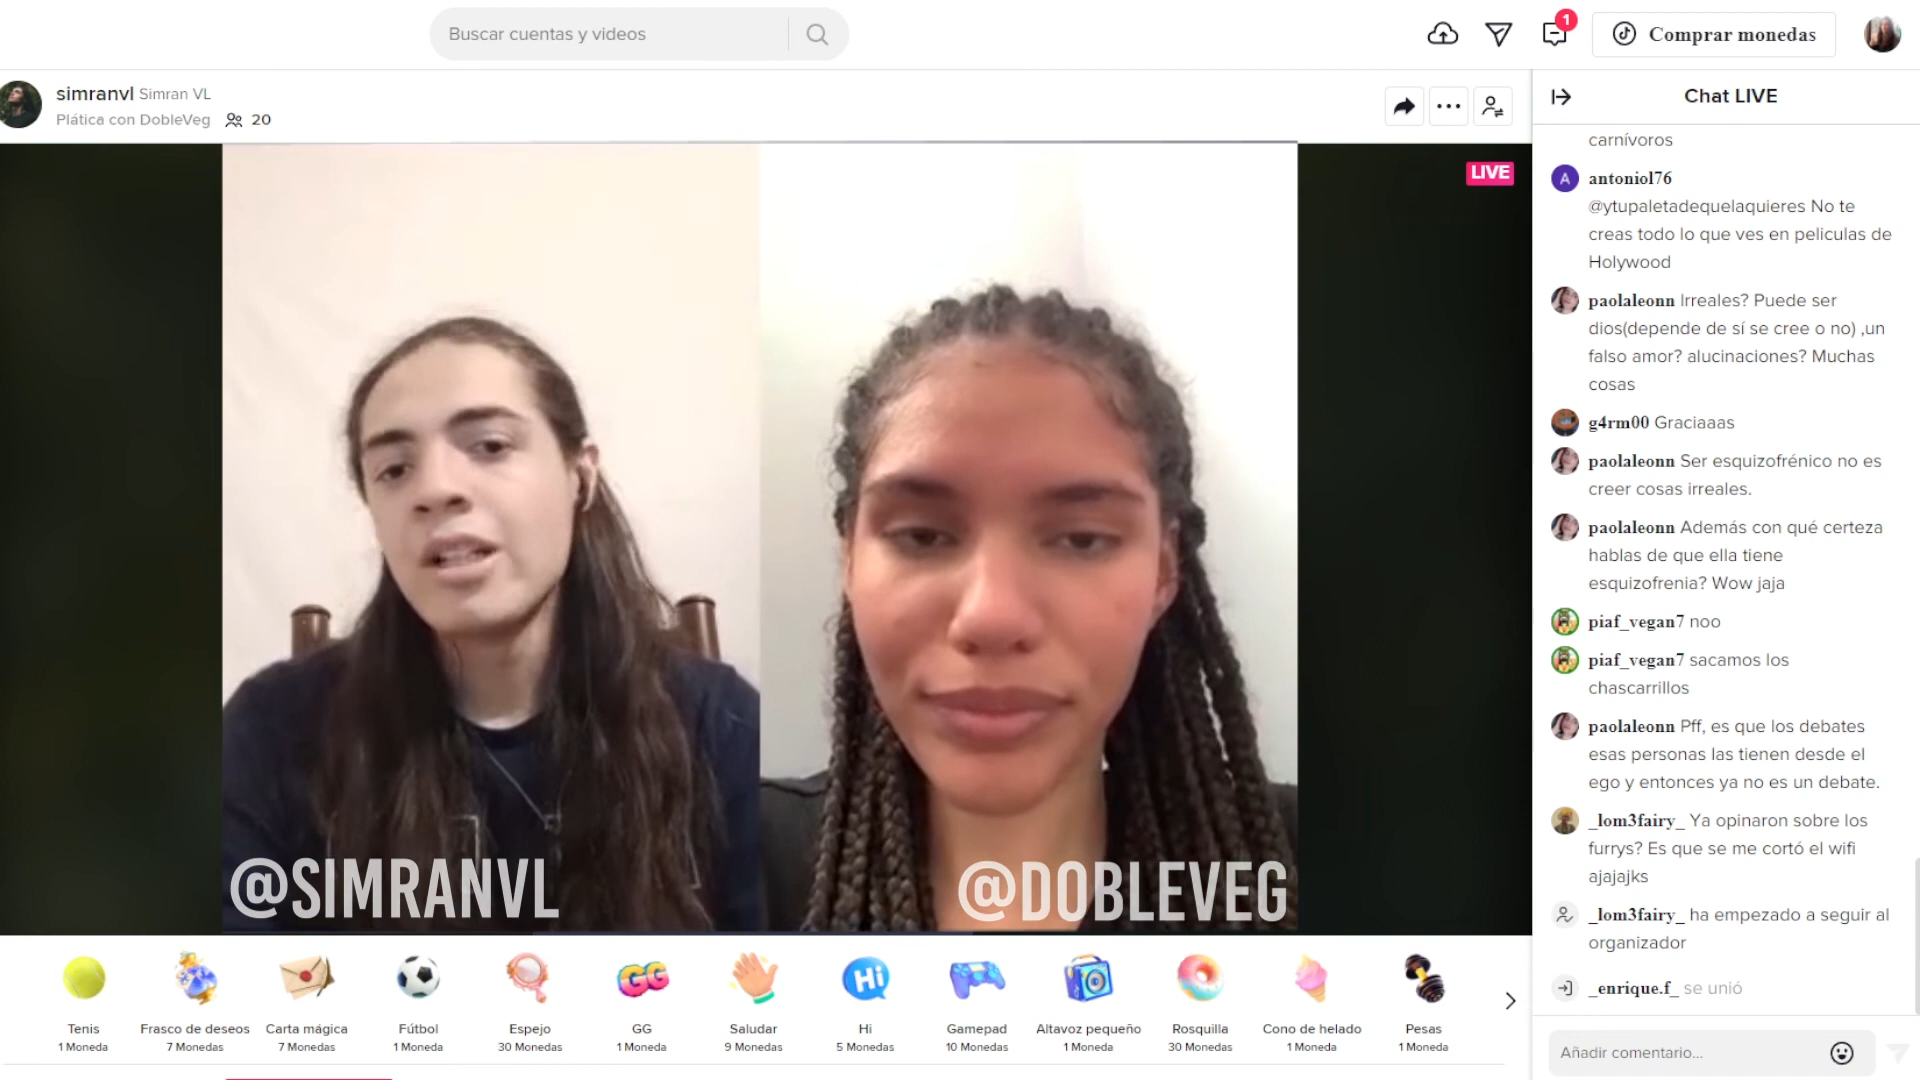 Buscar cuentas y videos
1
Comprar monedas
simranvl Simran VL
Plática con DobleVeg 20
LIVE
@SIMRANVL
@DOBLEVEG
Tenis
1 Moneda
Frasco de deseos
7 Monedas
Carta mágica
7 Monedas
Fútbol
1 Moneda
Espejo
30 Monedas
GG
GG
1 Moneda
Saludar
9 Monedas
Hi
Hi
5 Monedas
Gamepad
10 Monedas
Altavoz pequeño
1 Moneda
Rosquilla
30 Monedas
Cono de helado
1 Moneda
Pesas
1 Moneda
Chat LIVE
carnívoros
A
antoniol76
@ytupaletadequelaquieres No te
creas todo lo que ves en peliculas de
Holywood
paolaleonn Irreales? Puede ser
dios(depende de sí se cree o no) ,un
falso amor? alucinaciones? Muchas
cosas
g4rm00 Graciaaas
paolaleonn Ser esquizofrénico no es
creer cosas irreales.
paolaleonn Además con qué certeza
hablas de que ella tiene
esquizofrenia? Wow jaja
piaf_vegan7 noo
piaf_vegan7 sacamos los
chascarrillos
paolaleonn Pff, es que los debates
esas personas las tienen desde el
ego y entonces ya no es un debate.
_lom3fairy_ Ya opinaron sobre los
furrys? Es que se me cortó el wifi
ajajajks
_lom3fairy_ ha empezado a seguir al
organizador
_enrique.f_ se unió
Añadir comentario...